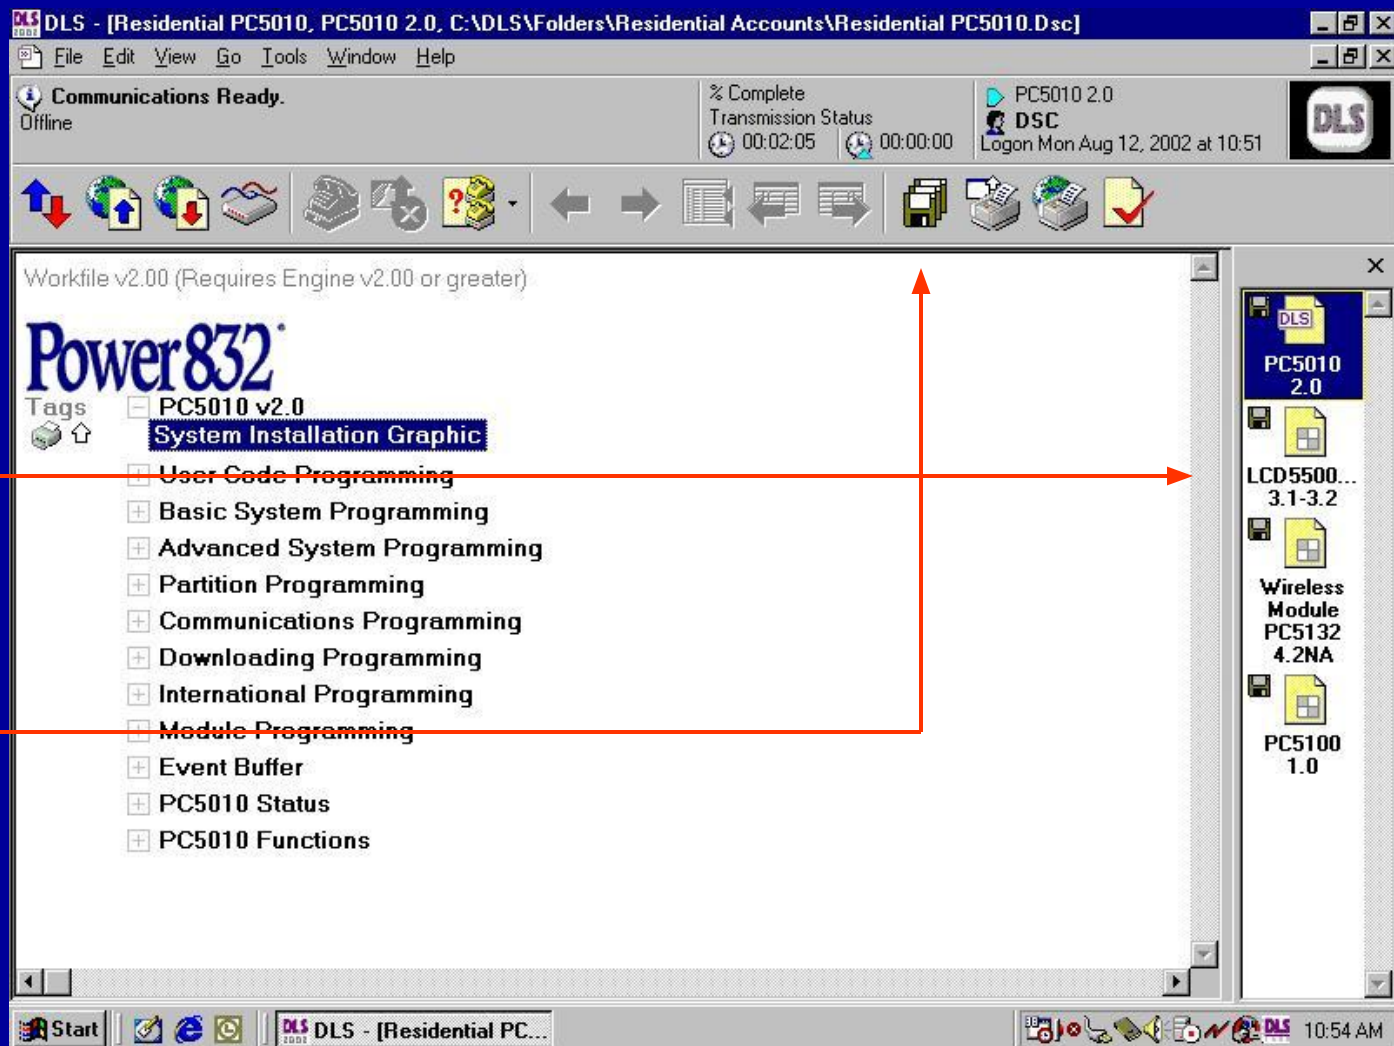 DLS - [Residential PC5010, PC5010 2.0, C:\DLS\Folders\Residential Accounts\Residential PC5010.Dsc]
File Edit View Go Tools Window Help
Communications Ready.
Offline
% Complete
Transmission Status
00:02:05 00:00:00
PC5010 2.0
DSC
Logon Mon Aug 12, 2002 at 10:51
DLS
Workfile v2.00 (Requires Engine v2.00 or greater)
Power832
Tags
PC5010 v2.0
System Installation Graphic
User Code Programming
Basic System Programming
Advanced System Programming
Partition Programming
Communications Programming
Downloading Programming
International Programming
Module Programming
Event Buffer
PC5010 Status
PC5010 Functions
DLS
PC5010
2.0
LCD5500...
3.1-3.2
Wireless
Module
PC5132
4.2NA
PC5100
1.0
Start
DLS - [Residential PC...
DLS
10:54 AM